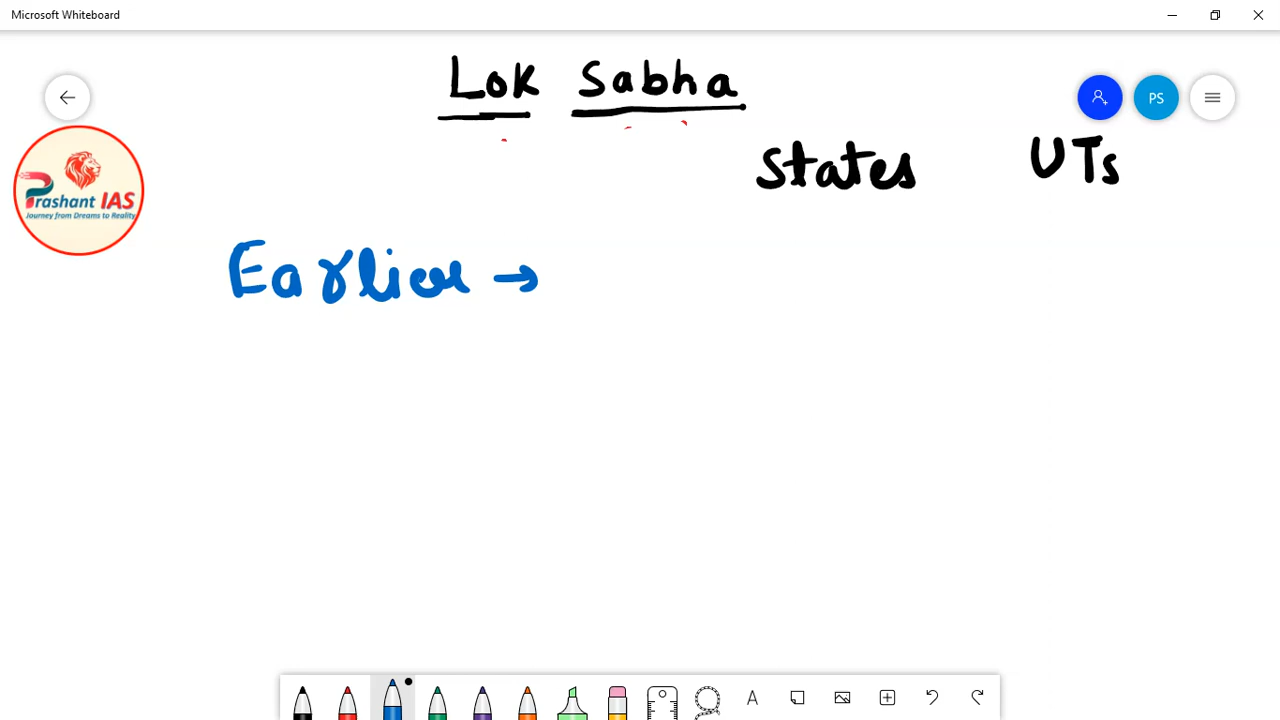 Microsoft Whiteboard
Lok Sabha
PS
States UTs
Prashant IAS
Journey from Dreams to Reality
Earlier →
A